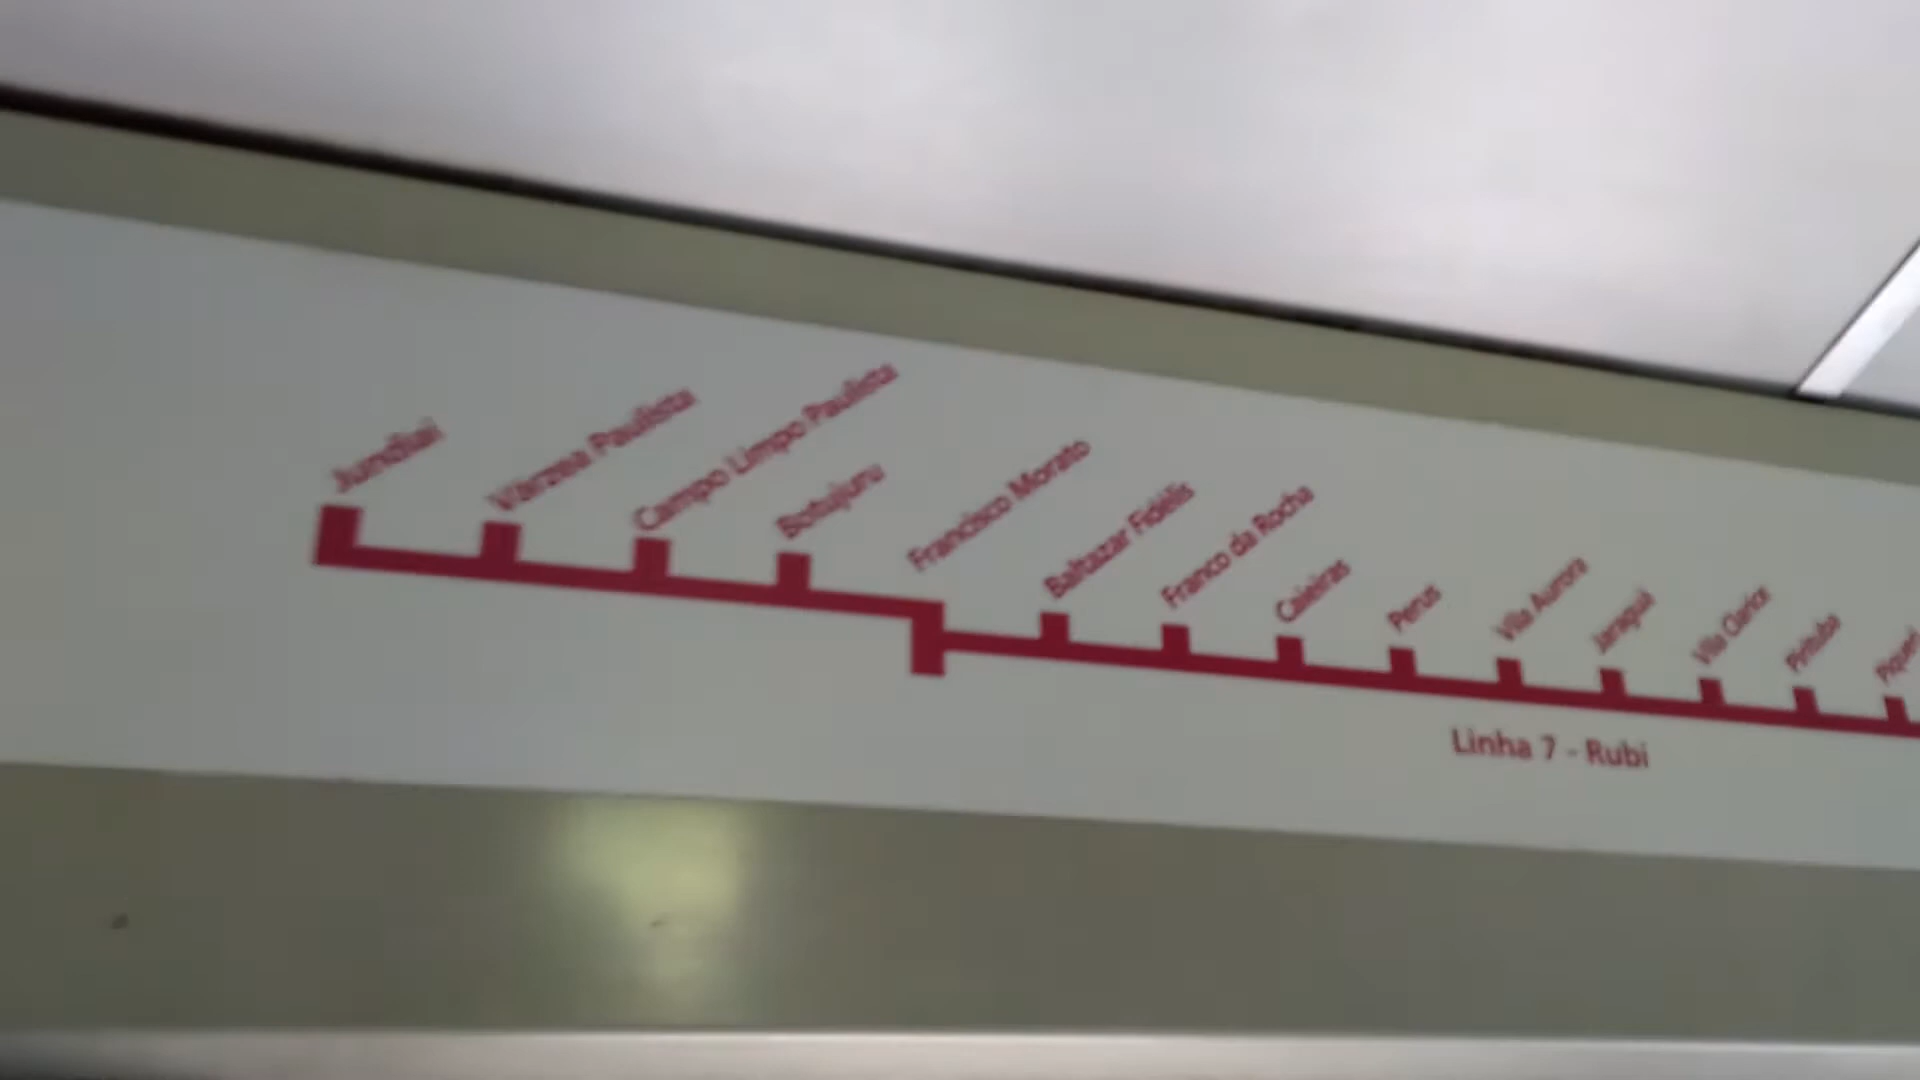 Jundiaí
Várzea Paulista
Campo Limpo Paulista
Botujuru
Francisco Morato
Baltazar Fidélis
Franco da Rocha
Caieiras
Perus
Vila Aurora
Jaraguá
Vila Clarice
Pirituba
Piqueri
Linha 7 - Rubi